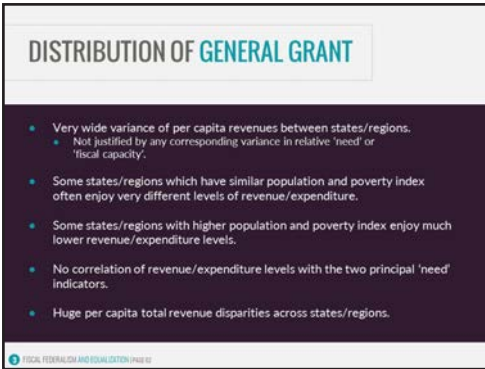 DISTRIBUTION OF GENERAL GRANT
• Very wide variance of per capita revenues between states/regions.
• Not justified by any corresponding variance in relative 'need' or
'fiscal capacity'.
• Some states/regions which have similar population and poverty index
often enjoy very different levels of revenue/expenditure.
• Some states/regions with higher population and poverty index enjoy much
lower revenue/expenditure levels.
• No correlation of revenue/expenditure levels with the two principal 'need'
indicators.
• Huge per capita total revenue disparities across states/regions.
3 FISCAL FEDERALISM AND EQUALIZATION | PAGE 02